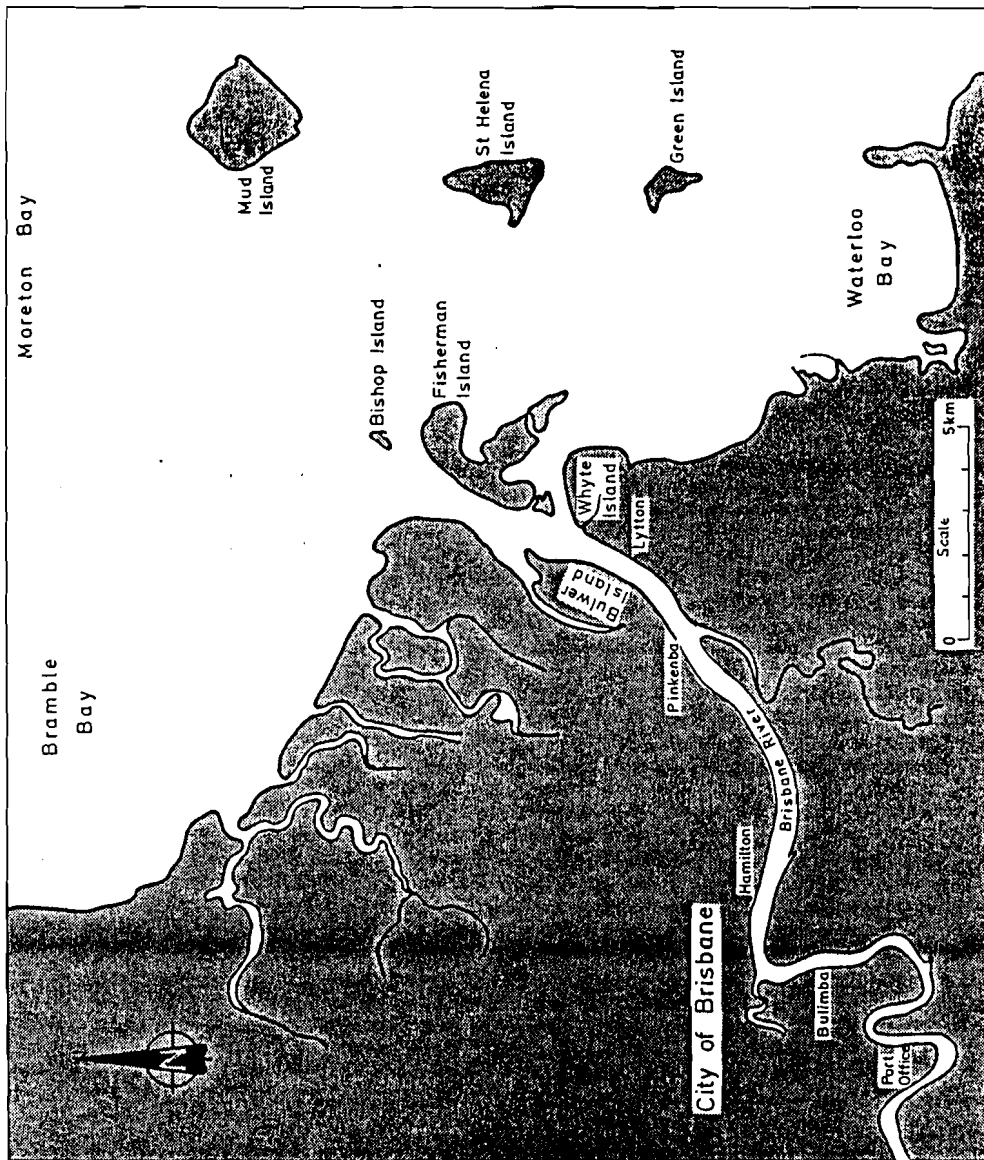 Moreton Bay
Bramble
Bay
Mud
Island
St Helena
Island
Green Island
Waterloo
Bay
Bishop Island
Fisherman
Island
Whyte
Island
Lytton
Bulwer
Island
Pinkenba
Brisbane River
Hamilton
City of Brisbane
Bulimba
Port
Office
N
Scale
0
5km